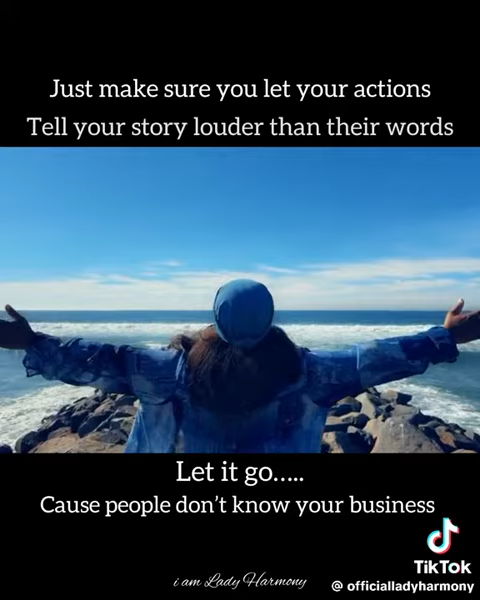 Just make sure you let your actions
Tell your story louder than their words
Let it go.....
Cause people don’t know your business
i am Lady Harmony
TikTok
@ officialladyharmony